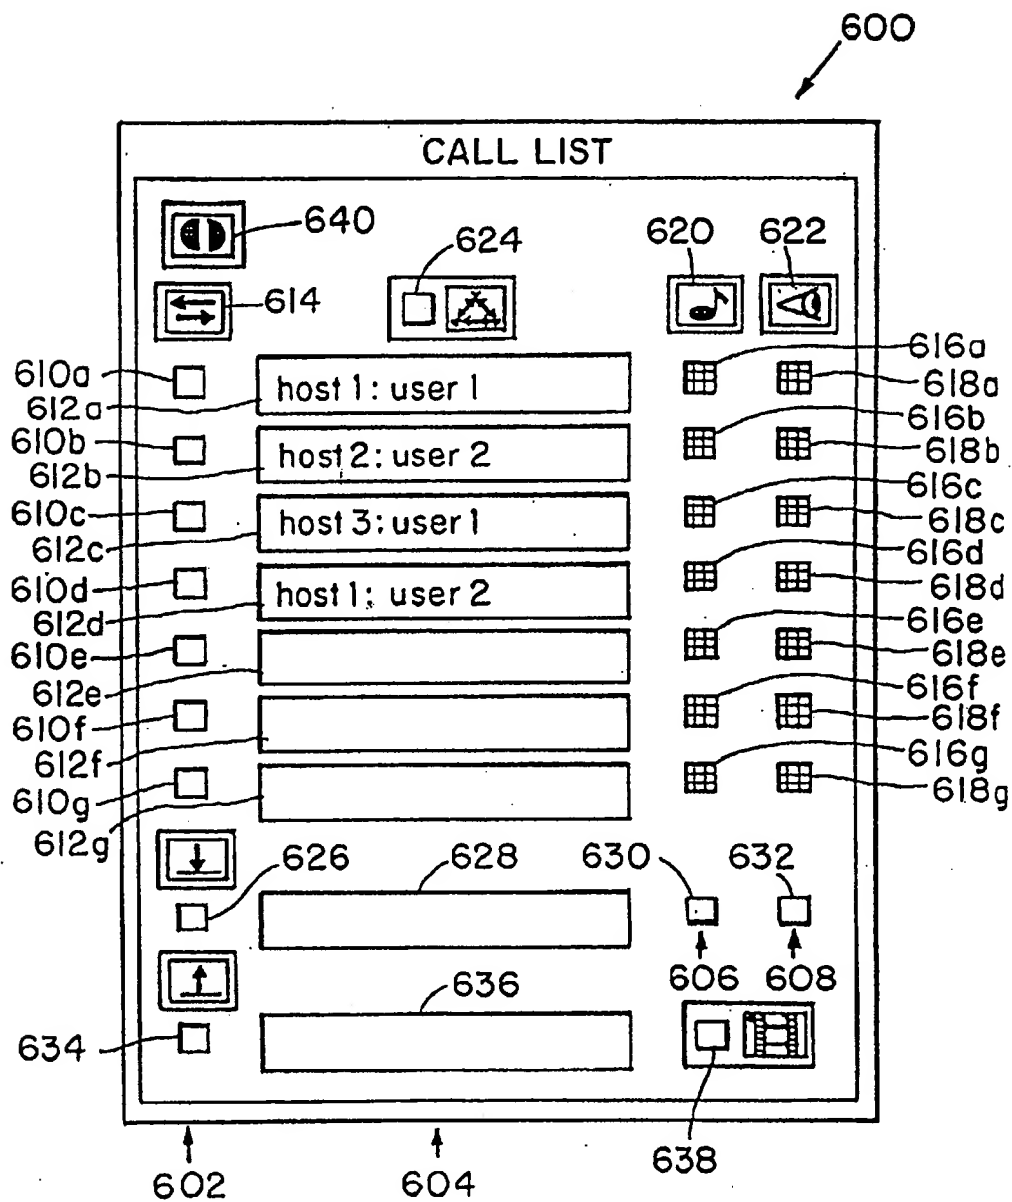 600
CALL LIST
640
624
620
622
614
610a
612a
host 1: user 1
616a
618a
610b
612b
host 2: user 2
616b
618b
610c
612c
host 3: user 1
616c
618c
610d
612d
host 1: user 2
616d
618d
610e
612e
616e
618e
610f
612f
616f
618f
610g
612g
616g
618g
626
628
630
632
606
608
634
636
638
602
604